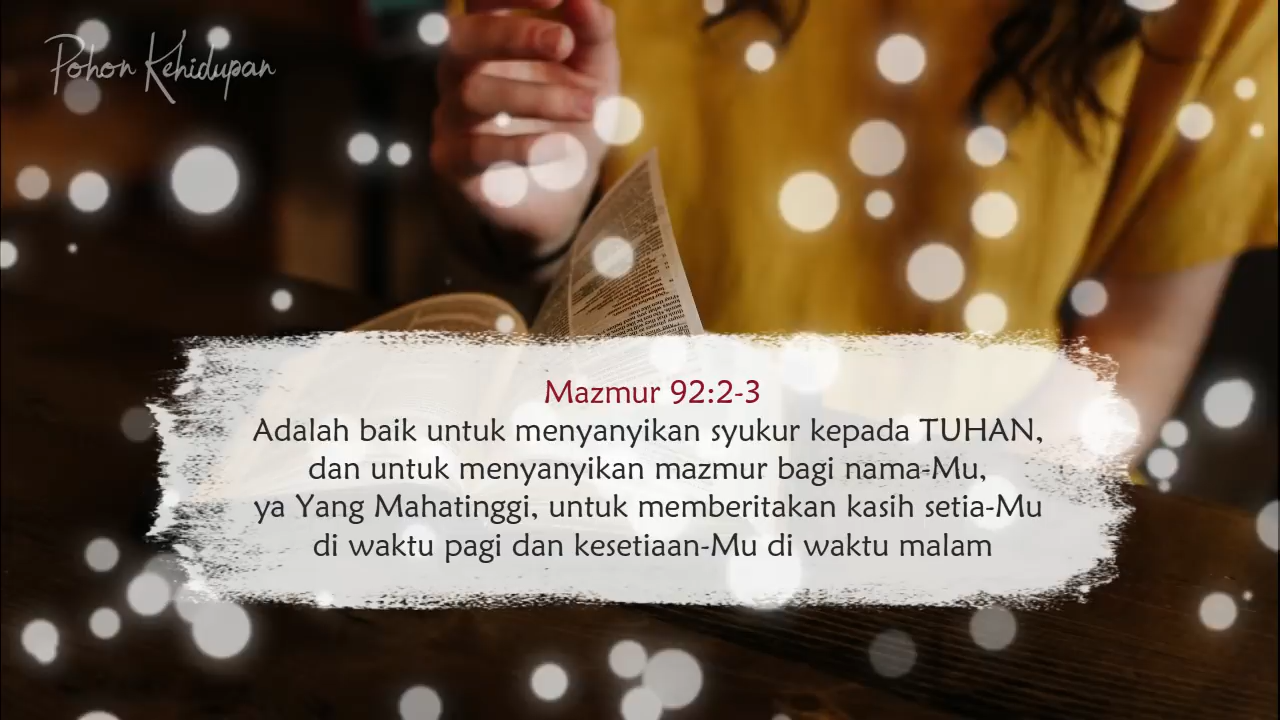 Pohon Kehidupan
Mazmur 92:2-3
Adalah baik untuk menyanyikan syukur kepada TUHAN,
dan untuk menyanyikan mazmur bagi nama-Mu,
ya Yang Mahatinggi, untuk memberitakan kasih setia-Mu
di waktu pagi dan kesetiaan-Mu di waktu malam